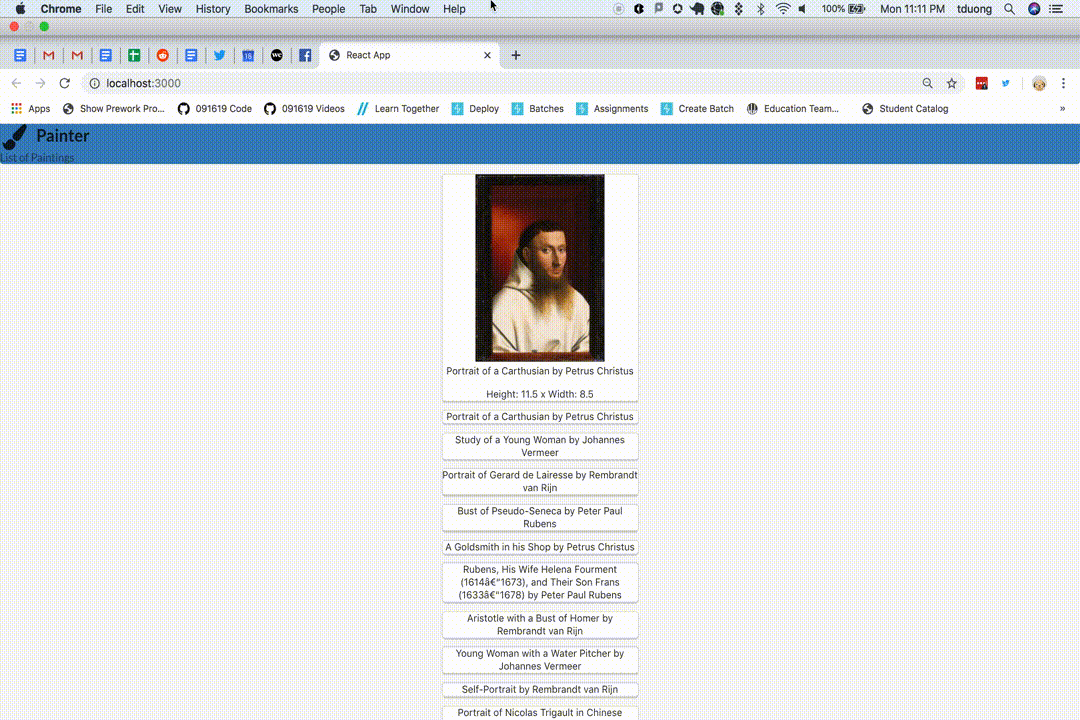 Chrome File Edit View History Bookmarks People Tab Window Help 100% Mon 11:11 PM tduong
16 React App
localhost:3000
Apps Show Prework Pro... 091619 Code 091619 Videos Learn Together Deploy Batches Assignments Create Batch Education Team... Student Catalog »
Painter
List of Paintings
Portrait of a Carthusian by Petrus Christus
Height: 11.5 x Width: 8.5
Portrait of a Carthusian by Petrus Christus
Study of a Young Woman by Johannes
Vermeer
Portrait of Gerard de Lairesse by Rembrandt
van Rijn
Bust of Pseudo-Seneca by Peter Paul
Rubens
A Goldsmith in his Shop by Petrus Christus
Rubens, His Wife Helena Fourment
(1614â€“1673), and Their Son Frans
(1633â€“1678) by Peter Paul Rubens
Aristotle with a Bust of Homer by
Rembrandt van Rijn
Young Woman with a Water Pitcher by
Johannes Vermeer
Self-Portrait by Rembrandt van Rijn
Portrait of Nicolas Trigault in Chinese